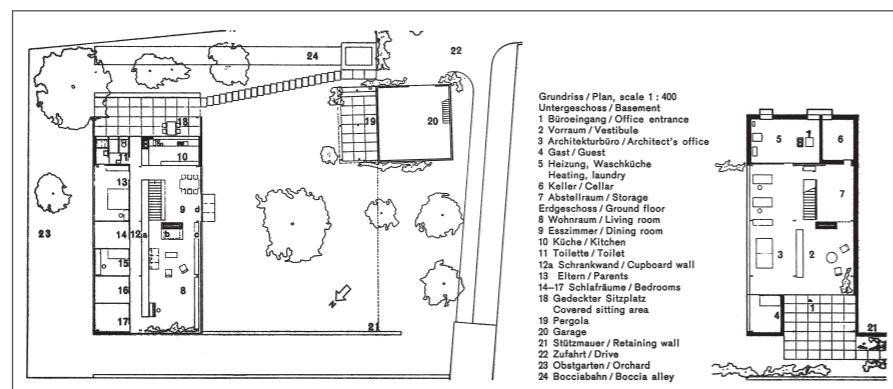 24
22
18
19
20
11
10
13
9
d
14
12a
b
c
23
15
16
8
17
N
21
Grundriss / Plan, scale 1 : 400
Untergeschoss / Basement
1 Büroeingang / Office entrance
2 Vorraum / Vestibule
3 Architekturbüro / Architect's office
4 Gast / Guest
5 Heizung, Waschküche
Heating, laundry
6 Keller / Cellar
7 Abstellraum / Storage
Erdgeschoss / Ground floor
8 Wohnraum / Living room
9 Esszimmer / Dining room
10 Küche / Kitchen
11 Toilette / Toilet
12a Schrankwand / Cupboard wall
13 Eltern / Parents
14–17 Schlafräume / Bedrooms
18 Gedeckter Sitzplatz
Covered sitting area
19 Pergola
20 Garage
21 Stützmauer / Retaining wall
22 Zufahrt / Drive
23 Obstgarten / Orchard
24 Bocciabahn / Boccia alley
5
6
7
3
2
4
1
21